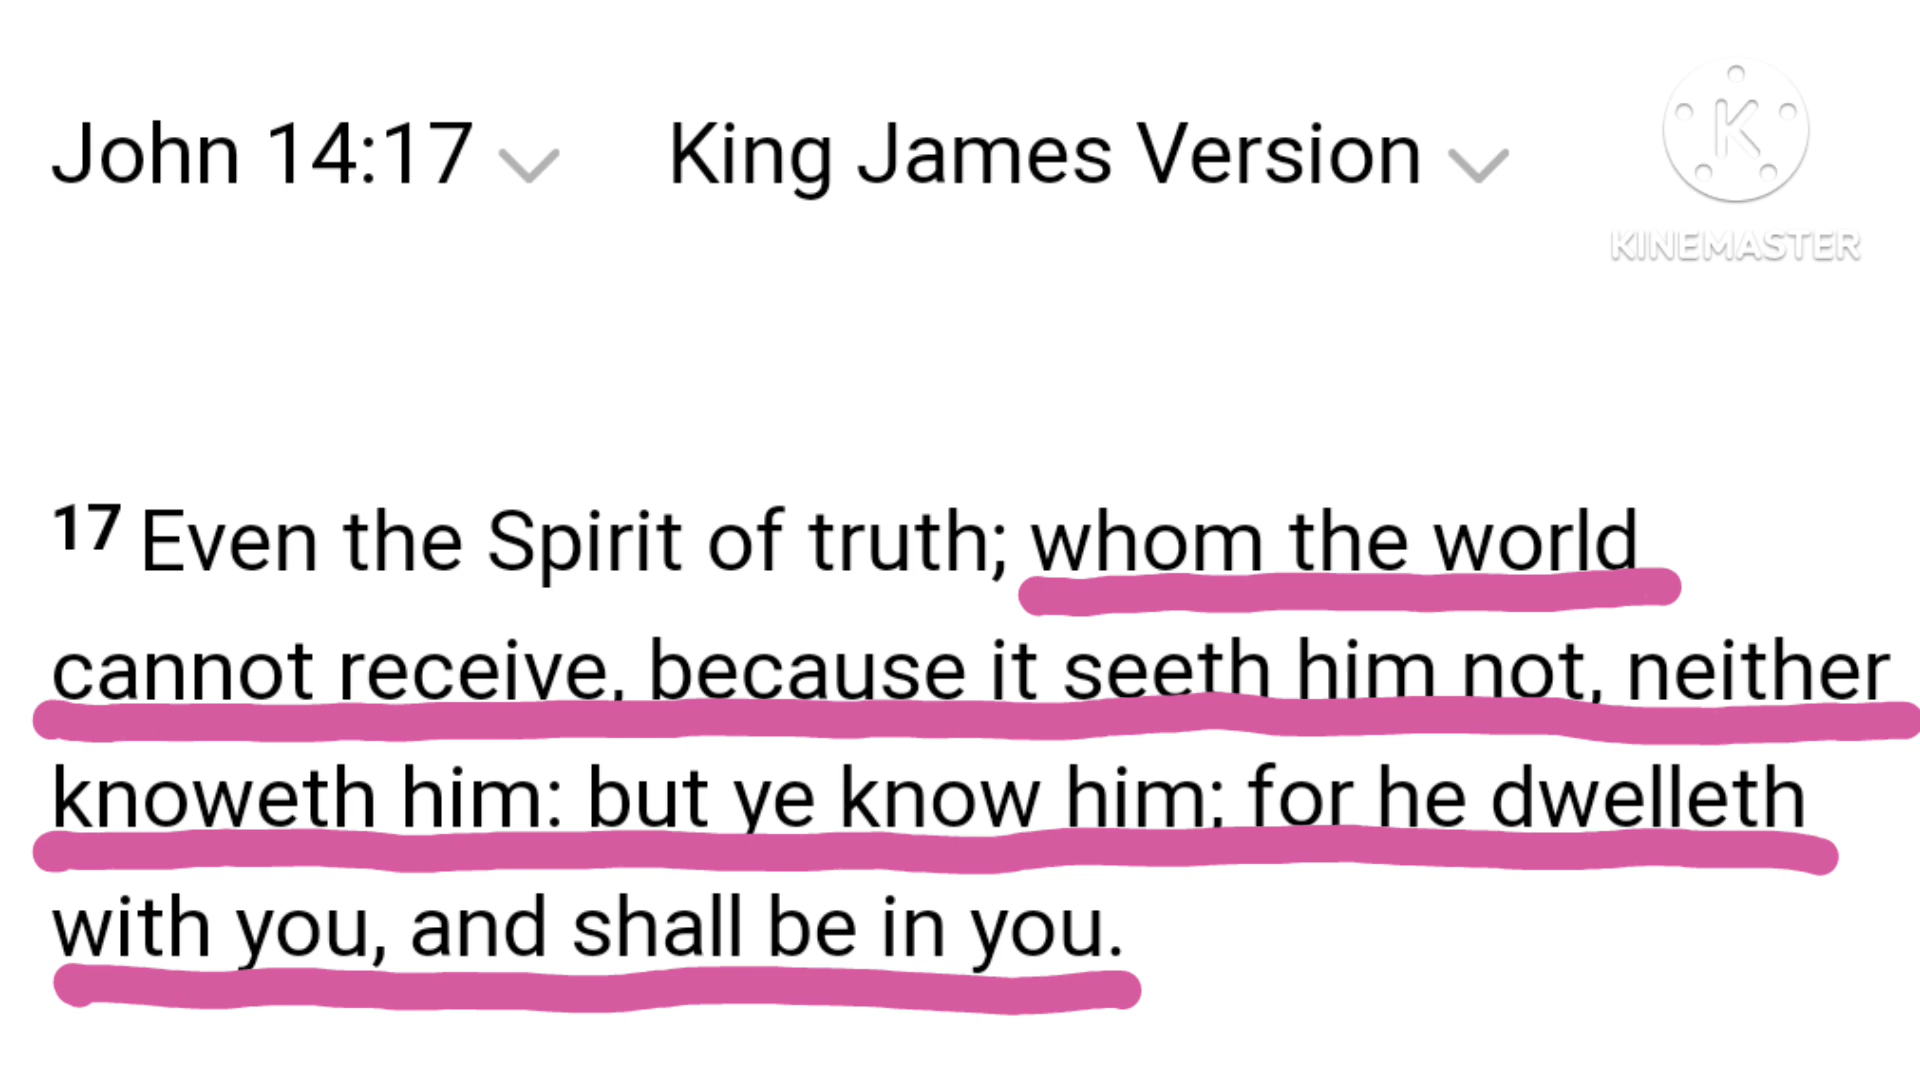 John 14:17 King James Version
K
KINEMASTER
17 Even the Spirit of truth; whom the world
cannot receive, because it seeth him not, neither
knoweth him: but ye know him; for he dwelleth
with you, and shall be in you.